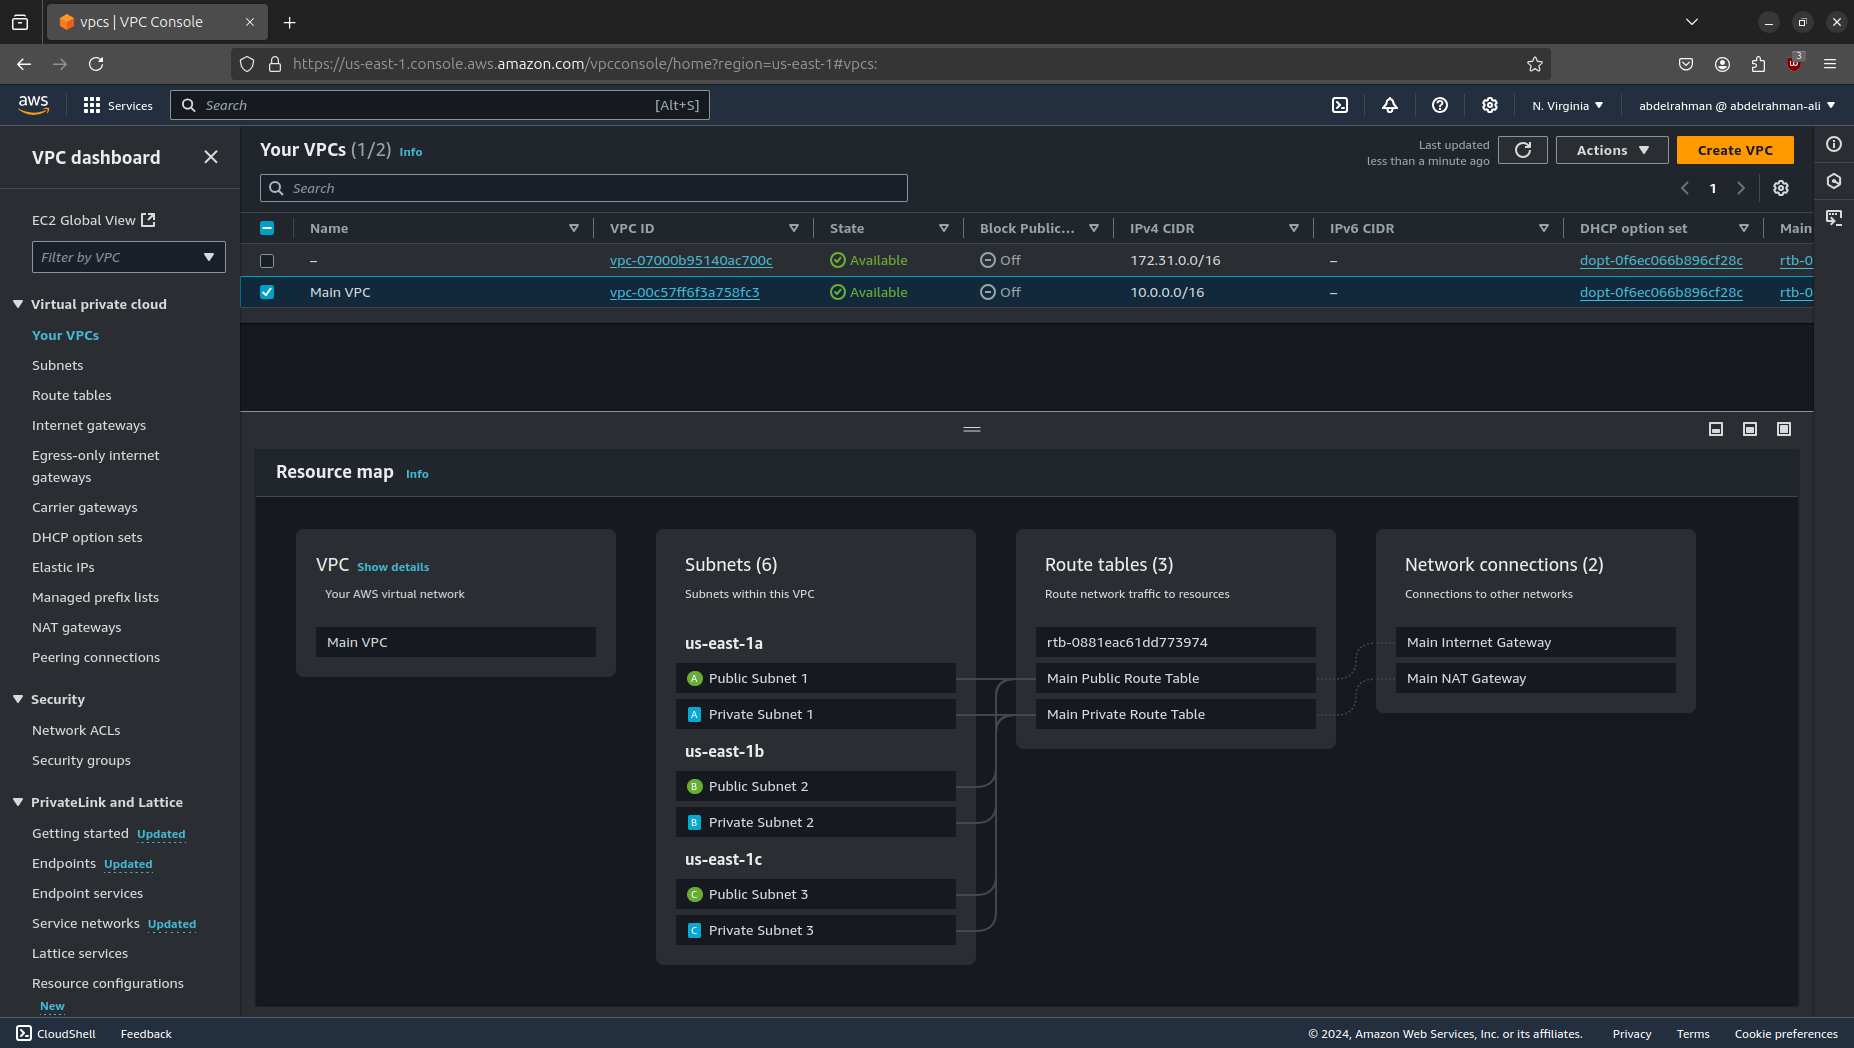 vpcs | VPC Console
https://us-east-1.console.aws.amazon.com/vpcconsole/home?region=us-east-1#vpcs:
3
aws
Services
Search
[Alt+S]
N. Virginia
abdelrahman @ abdelrahman-ali
VPC dashboard
EC2 Global View
Filter by VPC
Virtual private cloud
Your VPCs
Subnets
Route tables
Internet gateways
Egress-only internet
gateways
Carrier gateways
DHCP option sets
Elastic IPs
Managed prefix lists
NAT gateways
Peering connections
Security
Network ACLs
Security groups
PrivateLink and Lattice
Getting started Updated
Endpoints Updated
Endpoint services
Service networks Updated
Lattice services
Resource configurations
New
Your VPCs (1/2) Info
Last updated
less than a minute ago
Actions
Create VPC
Search
1
Name VPC ID State Block Public... IPv4 CIDR IPv6 CIDR DHCP option set Main
– vpc-07000b95140ac700c Available Off 172.31.0.0/16 – dopt-0f6ec066b896cf28c rtb-0
Main VPC vpc-00c57ff6f3a758fc3 Available Off 10.0.0.0/16 – dopt-0f6ec066b896cf28c rtb-0
Resource map Info
VPC Show details
Your AWS virtual network
Main VPC
Subnets (6)
Subnets within this VPC
us-east-1a
A Public Subnet 1
A Private Subnet 1
us-east-1b
B Public Subnet 2
B Private Subnet 2
us-east-1c
C Public Subnet 3
C Private Subnet 3
Route tables (3)
Route network traffic to resources
rtb-0881eac61dd773974
Main Public Route Table
Main Private Route Table
Network connections (2)
Connections to other networks
Main Internet Gateway
Main NAT Gateway
CloudShell
Feedback
© 2024, Amazon Web Services, Inc. or its affiliates.
Privacy
Terms
Cookie preferences